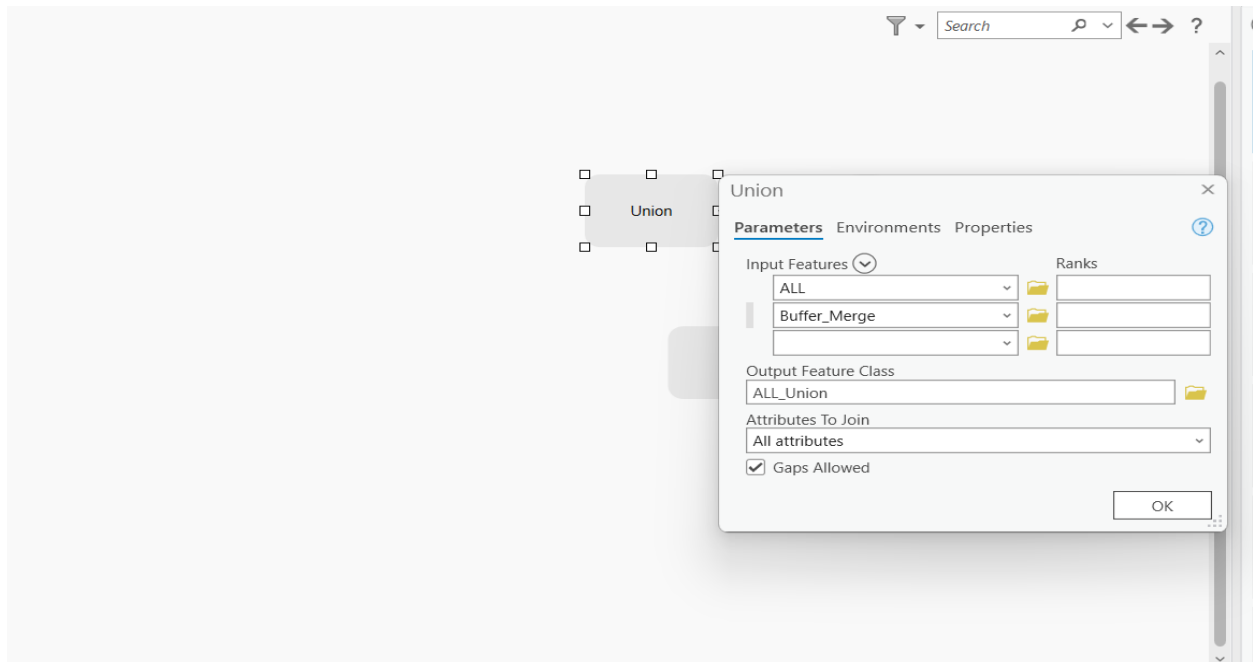 Search ?
Union
Union
Parameters Environments Properties ?
Input Features Ranks
ALL
Buffer_Merge
Output Feature Class
ALL_Union
Attributes To Join
All attributes
Gaps Allowed
OK